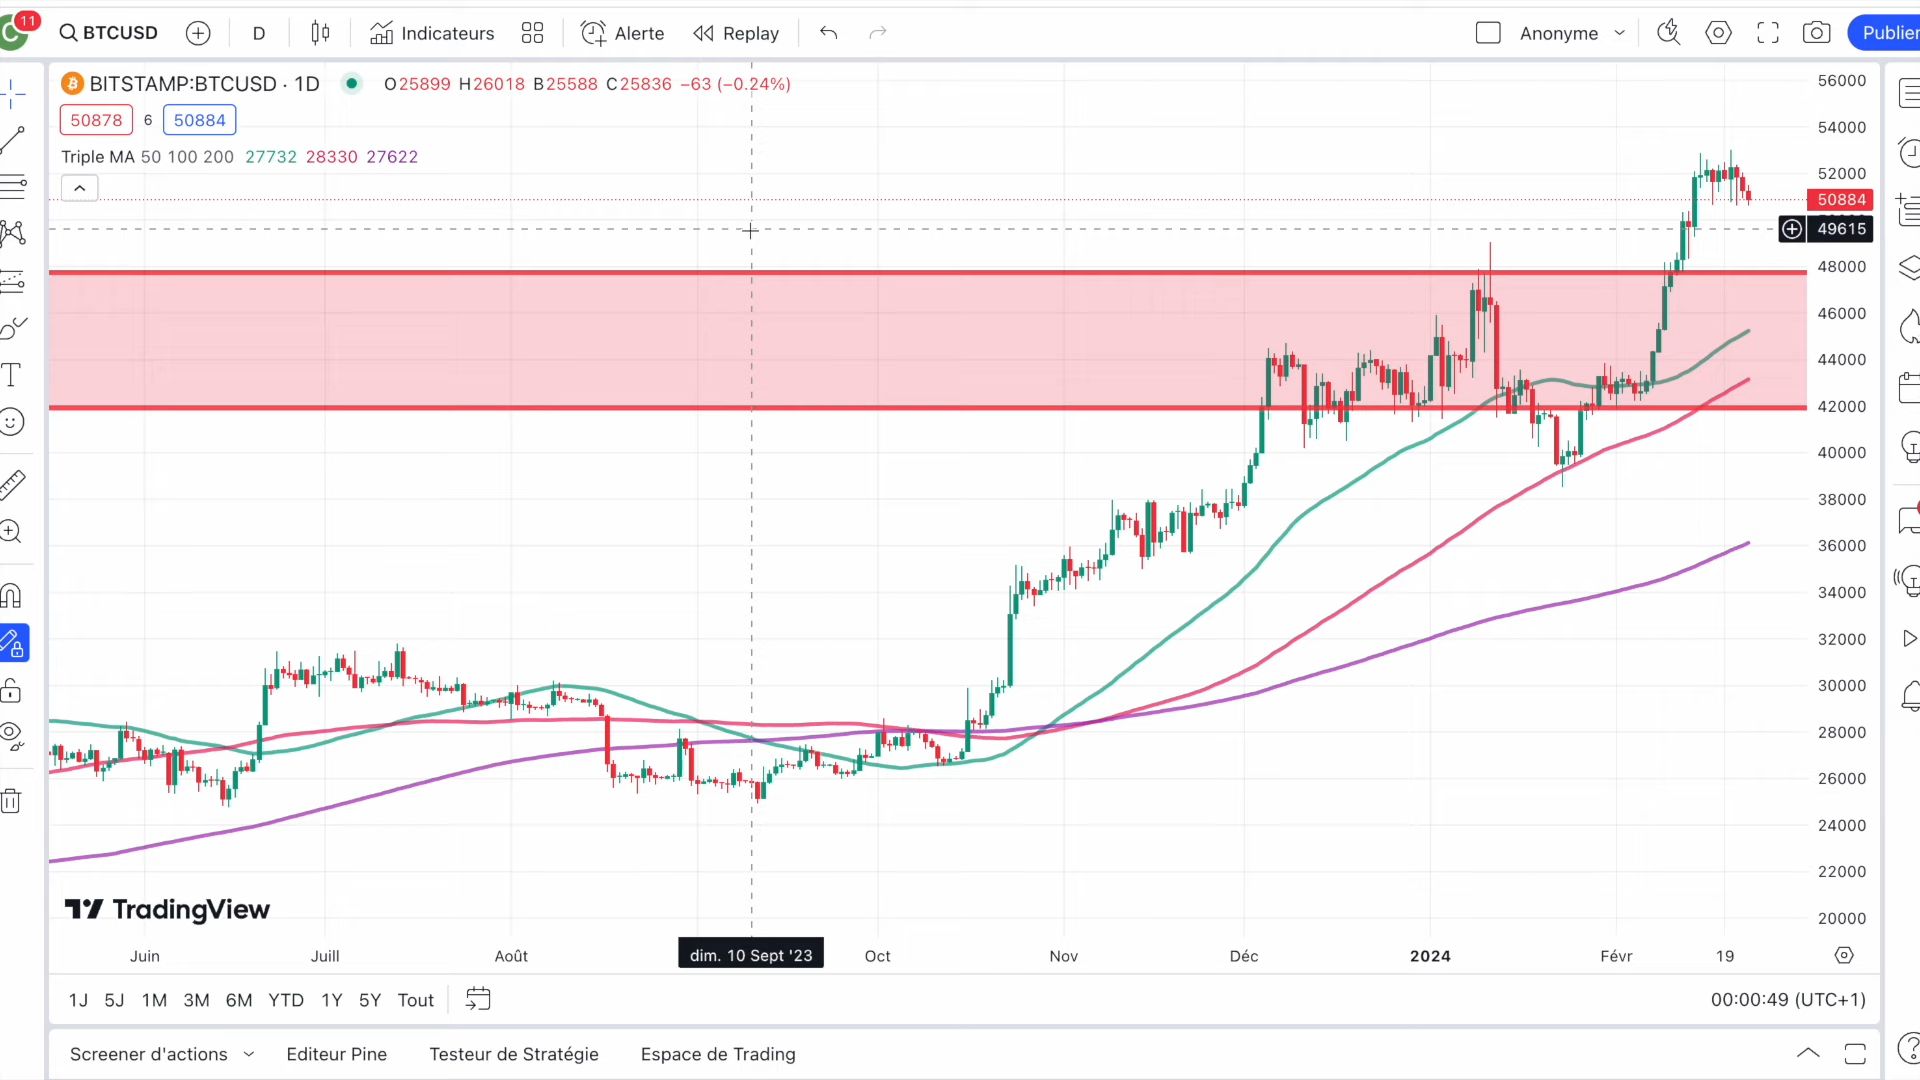 11
C
BTCUSD
D
Indicateurs
Alerte
Replay
Anonyme
Publier
BITSTAMP:BTCUSD · 1D
O25899 H26018 B25588 C25836 −63 (−0.24%)
50878 6 50884
Triple MA 50 100 200 27732 28330 27622
56000
54000
52000
50884
49615
48000
46000
44000
42000
40000
38000
36000
34000
32000
30000
28000
26000
24000
22000
20000
TradingView
Juin Juill Août dim. 10 Sept '23 Oct Nov Déc 2024 Févr 19
1J 5J 1M 3M 6M YTD 1Y 5Y Tout
00:00:49 (UTC+1)
Screener d'actions Editeur Pine Testeur de Stratégie Espace de Trading